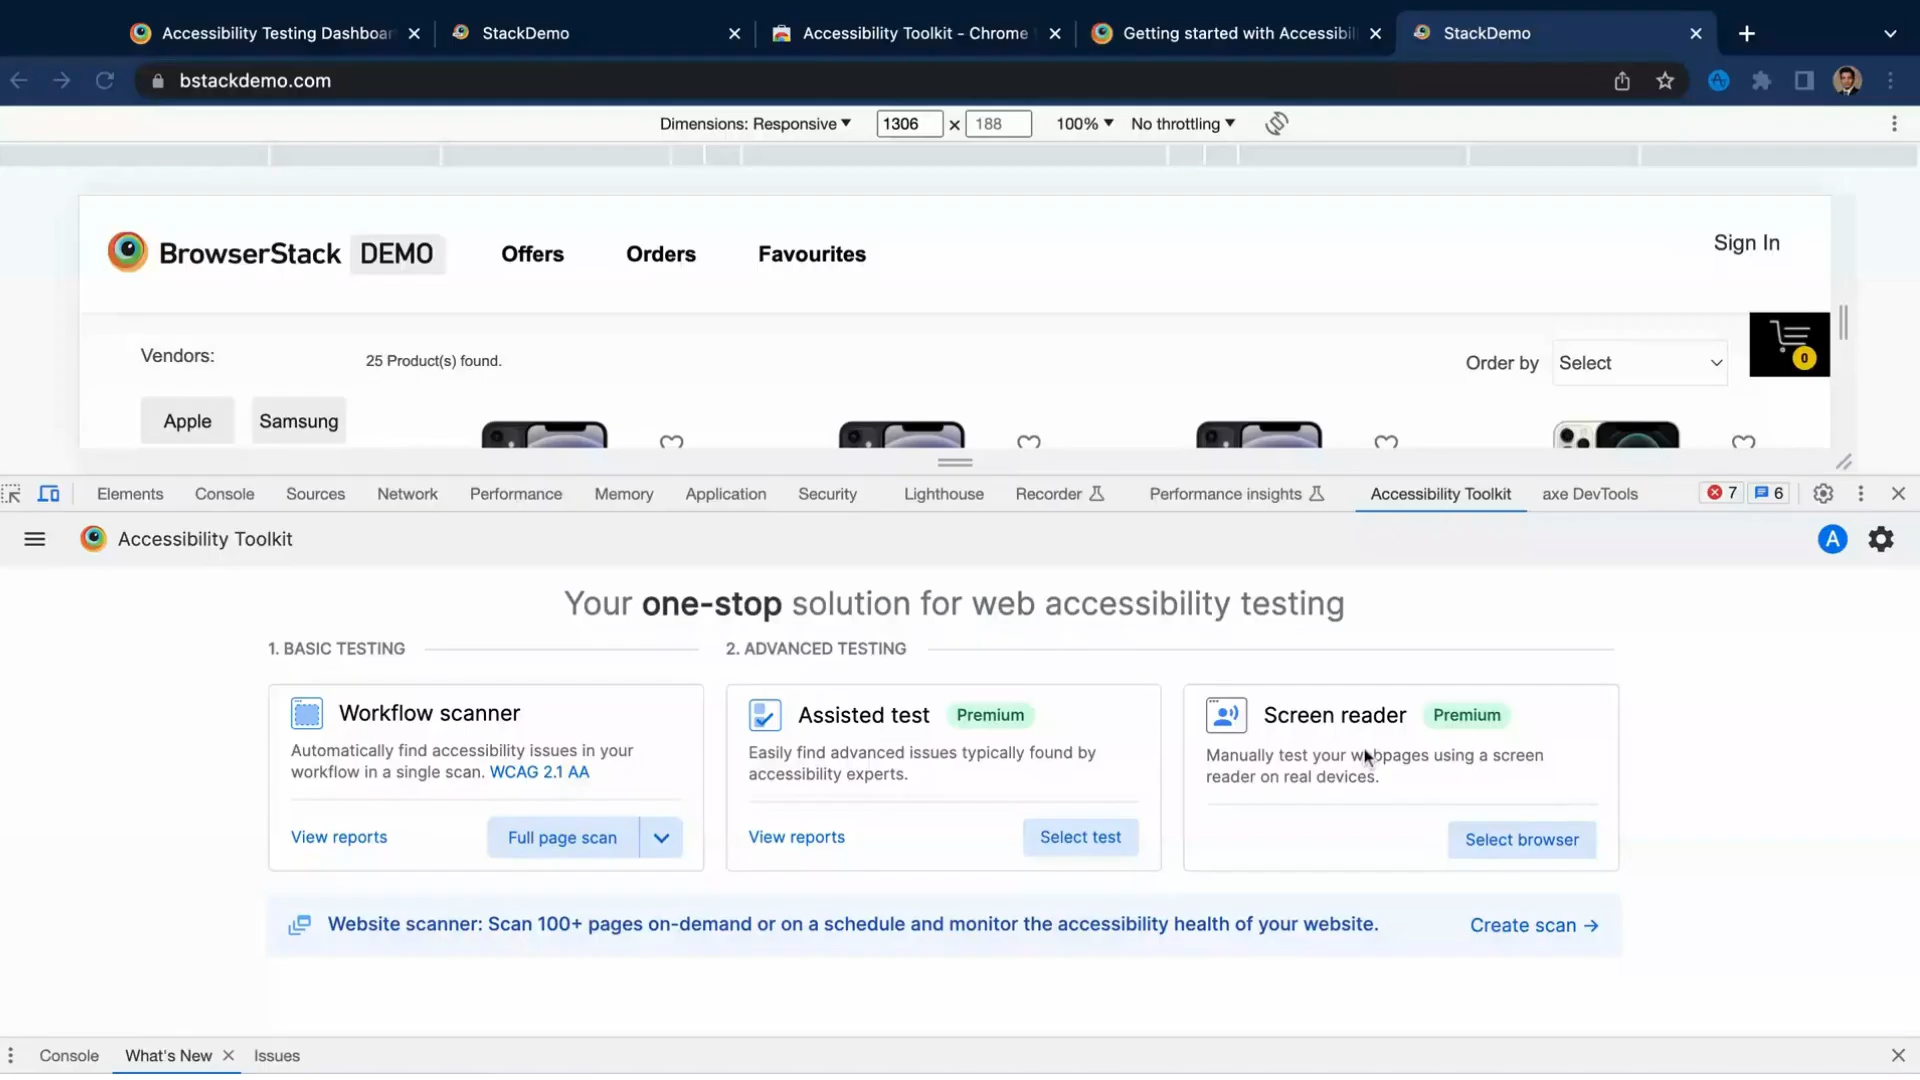 Accessibility Testing Dashboar
StackDemo
Accessibility Toolkit - Chrome
Getting started with Accessibil
StackDemo
bstackdemo.com
Dimensions: Responsive 1306 × 188 100% No throttling
BrowserStack DEMO Offers Orders Favourites Sign In
Vendors: 25 Product(s) found. Order by Select 0
Apple Samsung
Elements Console Sources Network Performance Memory Application Security Lighthouse Recorder Performance insights Accessibility Toolkit axe DevTools 7 6
Accessibility Toolkit A
Your one-stop solution for web accessibility testing
1. BASIC TESTING
Workflow scanner
Automatically find accessibility issues in your
workflow in a single scan. WCAG 2.1 AA
View reports Full page scan
2. ADVANCED TESTING
Assisted test Premium
Easily find advanced issues typically found by
accessibility experts.
View reports Select test
Screen reader Premium
Manually test your webpages using a screen
reader on real devices.
Select browser
Website scanner: Scan 100+ pages on-demand or on a schedule and monitor the accessibility health of your website. Create scan →
Console What's New Issues